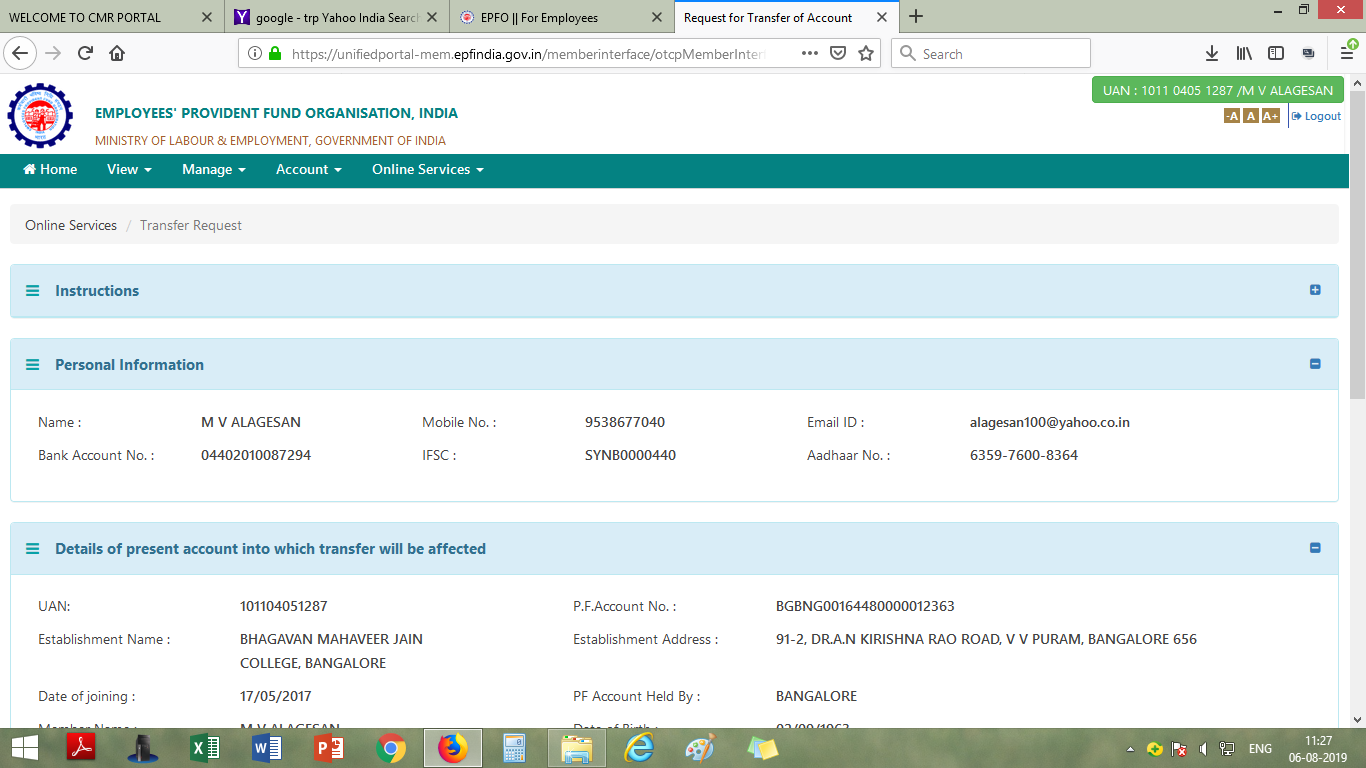 WELCOME TO CMR PORTAL
google - trp Yahoo India Search
EPFO || For Employees
Request for Transfer of Account
https://unifiedportal-mem.epfindia.gov.in/memberinterface/otcpMemberInter
Search
UAN : 1011 0405 1287 /M V ALAGESAN
EMPLOYEES' PROVIDENT FUND ORGANISATION, INDIA
-A A A+ Logout
MINISTRY OF LABOUR & EMPLOYMENT, GOVERNMENT OF INDIA
Home View Manage Account Online Services
Online Services / Transfer Request
Instructions
Personal Information
Name : M V ALAGESAN Mobile No. : 9538677040 Email ID : alagesan100@yahoo.co.in
Bank Account No. : 04402010087294 IFSC : SYNB0000440 Aadhaar No. : 6359-7600-8364
Details of present account into which transfer will be affected
UAN: 101104051287 P.F.Account No. : BGBNG00164480000012363
Establishment Name : BHAGAVAN MAHAVEER JAIN Establishment Address : 91-2, DR.A.N KIRISHNA RAO ROAD, V V PURAM, BANGALORE 656
COLLEGE, BANGALORE
Date of joining : 17/05/2017 PF Account Held By : BANGALORE
Member Name : M V ALAGESAN Date of Birth :
ENG
11:27
06-08-2019